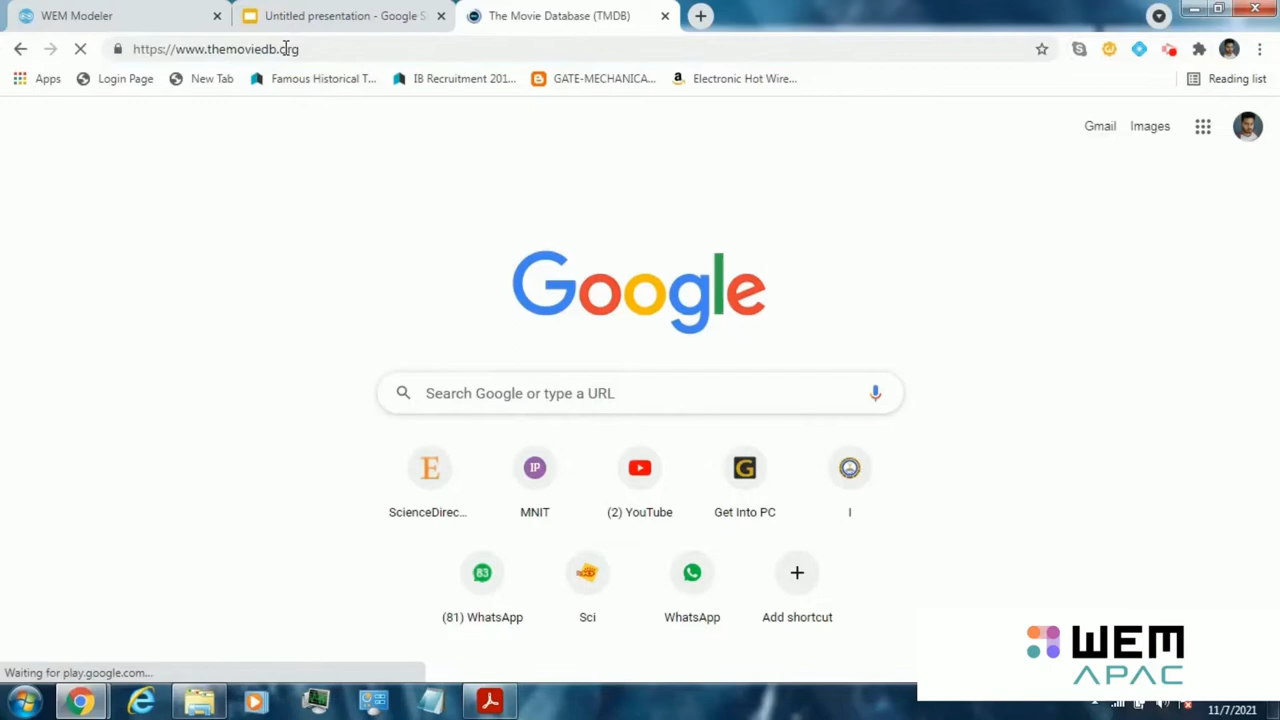 WEM Modeler
Untitled presentation - Google S
The Movie Database (TMDB)
https://www.themoviedb.org
Apps
Login Page
New Tab
Famous Historical T...
IB Recruitment 201...
GATE-MECHANICA...
Electronic Hot Wire...
Reading list
Gmail
Images
Google
Search Google or type a URL
E
IP
G
ScienceDirec...
MNIT
(2) YouTube
Get Into PC
I
83
(81) WhatsApp
Sci
WhatsApp
Add shortcut
WEM
APAC
Waiting for play.google.com...
11/7/2021